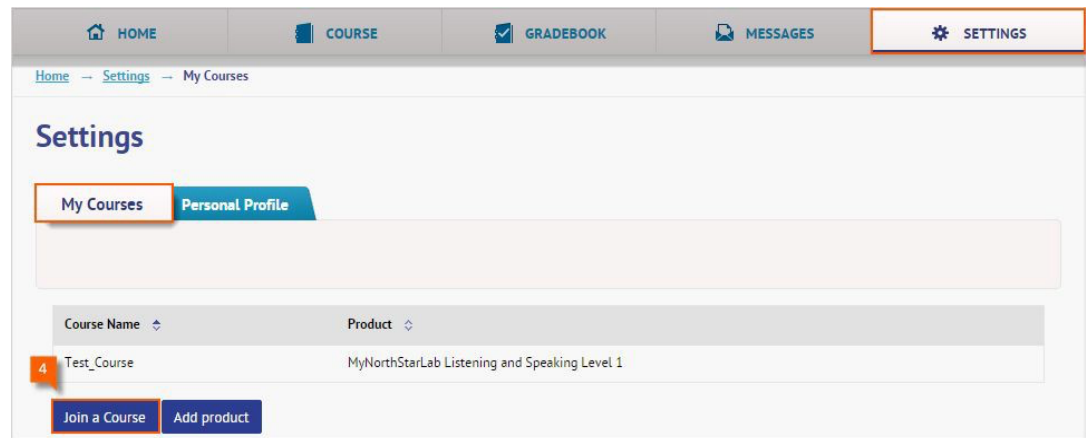 HOME COURSE GRADEBOOK MESSAGES SETTINGS
Home → Settings → My Courses
Settings
My Courses Personal Profile
Course Name Product
Test_Course MyNorthStarLab Listening and Speaking Level 1
4
Join a Course Add product